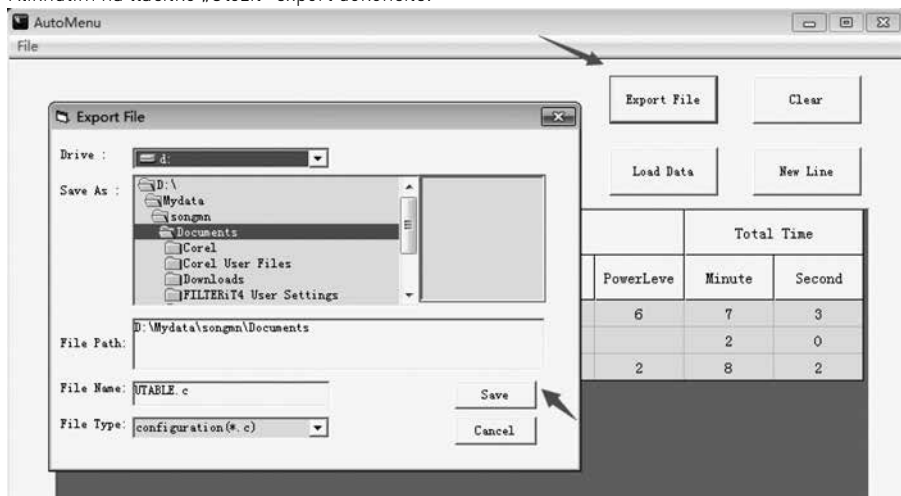 AutoMenu
File
Export File
Clear
Load Data
New Line
Total Time
PowerLeve
Minute
Second
6
7
3
2
0
2
8
2
Export File
Drive :
d:
Save As :
D:\
Mydata
songmn
Documents
Corel
Corel User Files
Downloads
FILTERiT4 User Settings
File Path:
D:\Mydata\songmn\Documents
File Name:
UTABLE.c
Save
File Type:
configuration(*.c)
Cancel